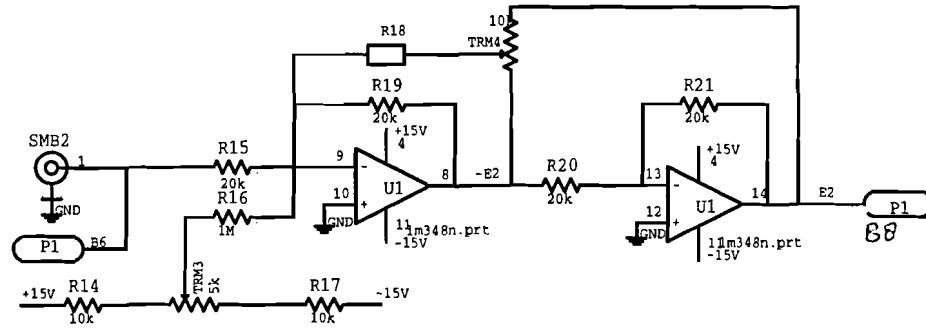 10k
R18
TRM4
R19
20k
+15V
4
R21
20k
+15V
4
SMB2
1
R15
20k
9
-
8
-E2
R20
20k
13
-
14
E2
P1
B8
R16
1M
10
+
U1
GND
11
lm348n.prt
-15V
12
+
U1
GND
11
lm348n.prt
-15V
GND
P1
B6
TRM3
5k
+15V
R14
10k
R17
10k
-15V